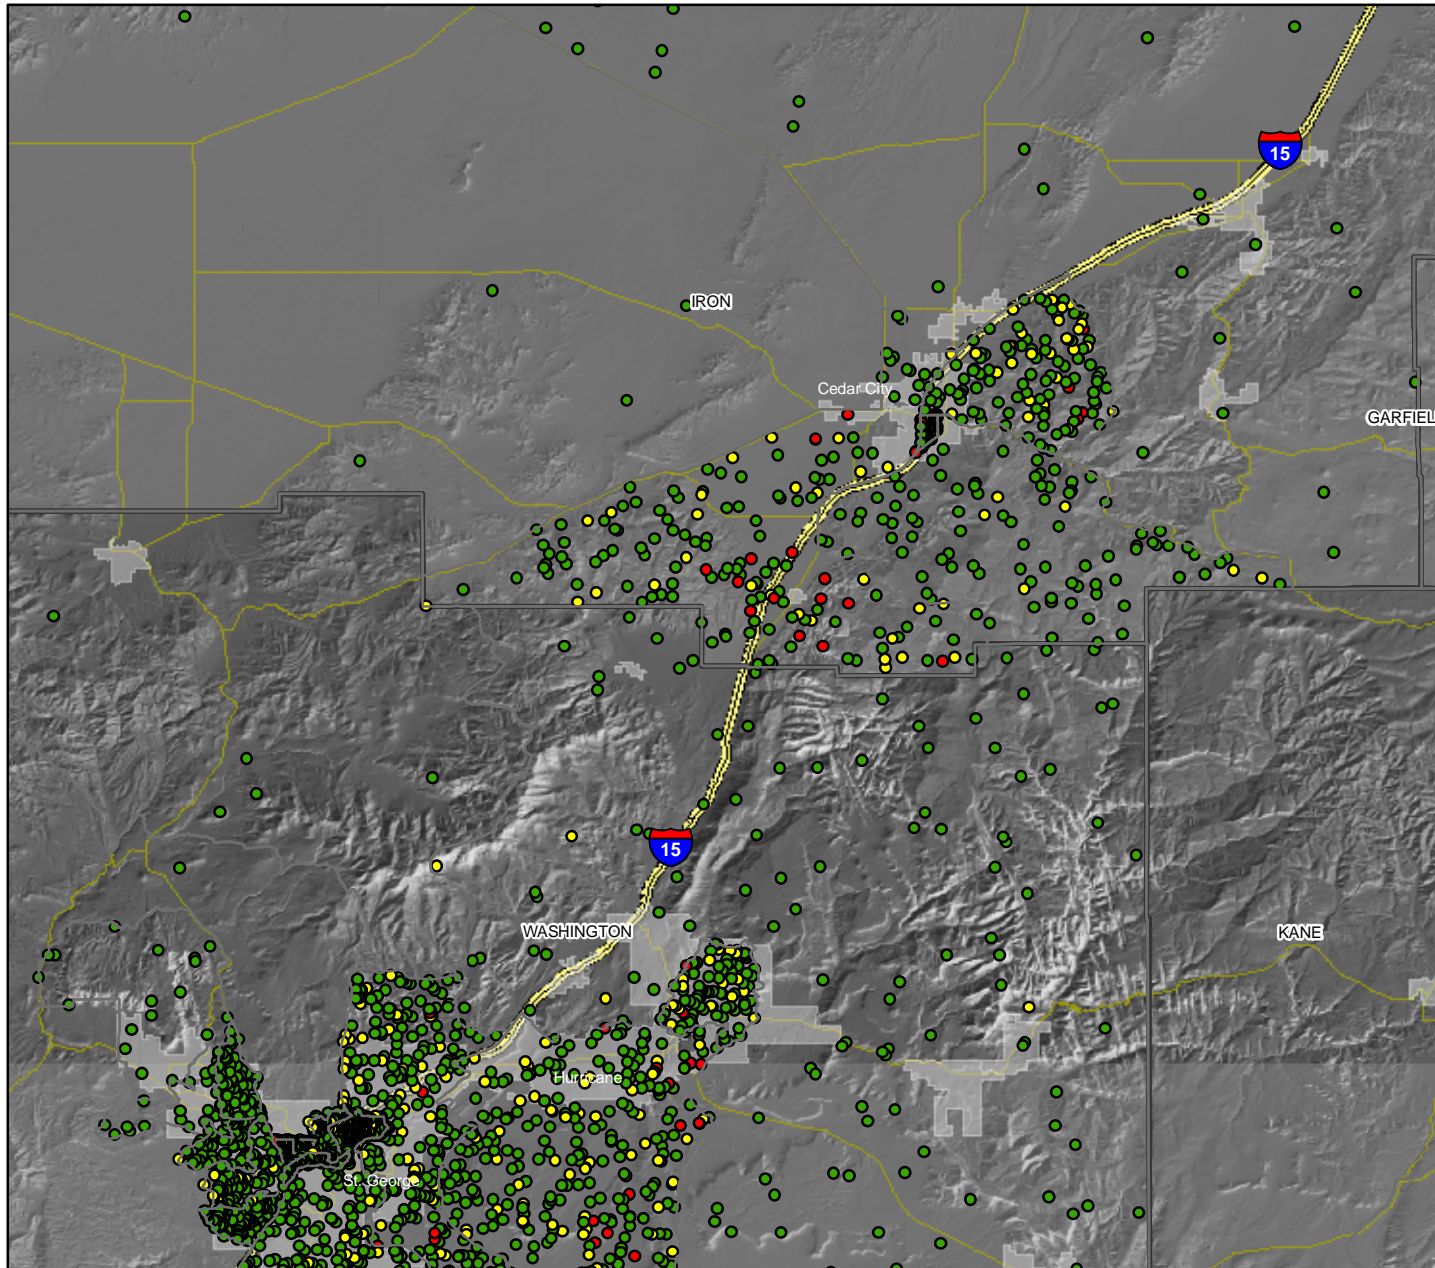 15
IRON
Cedar City
GARFIEL
15
WASHINGTON
KANE
Hurricane
St. George